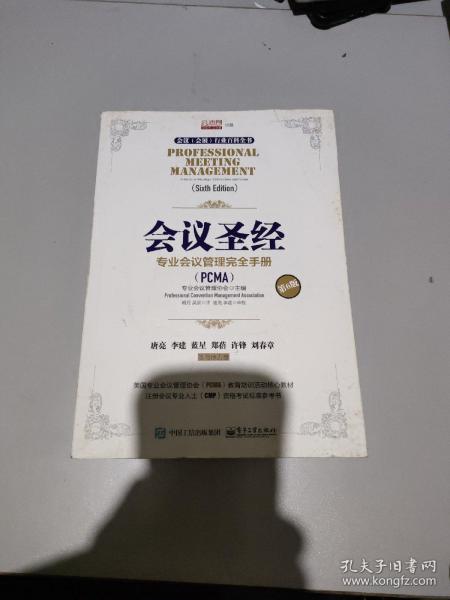 会议（会展）行业百科全书
PROFESSIONAL
MEETING
MANAGEMENT
(Sixth Edition)
会议圣经
专业会议管理完全手册
（PCMA）
第6版
专业会议管理协会◎主编
Professional Convention Management Association
唐亮 李建 蓝星 郑蓓 许锋 刘春章
美国专业会议管理协会（PCMA）教育培训活动核心教材
注册会议专业人士（CMP）资格考试标准参考书
中国工信出版集团
电子工业出版社
孔夫子旧书网
www.kongfz.com